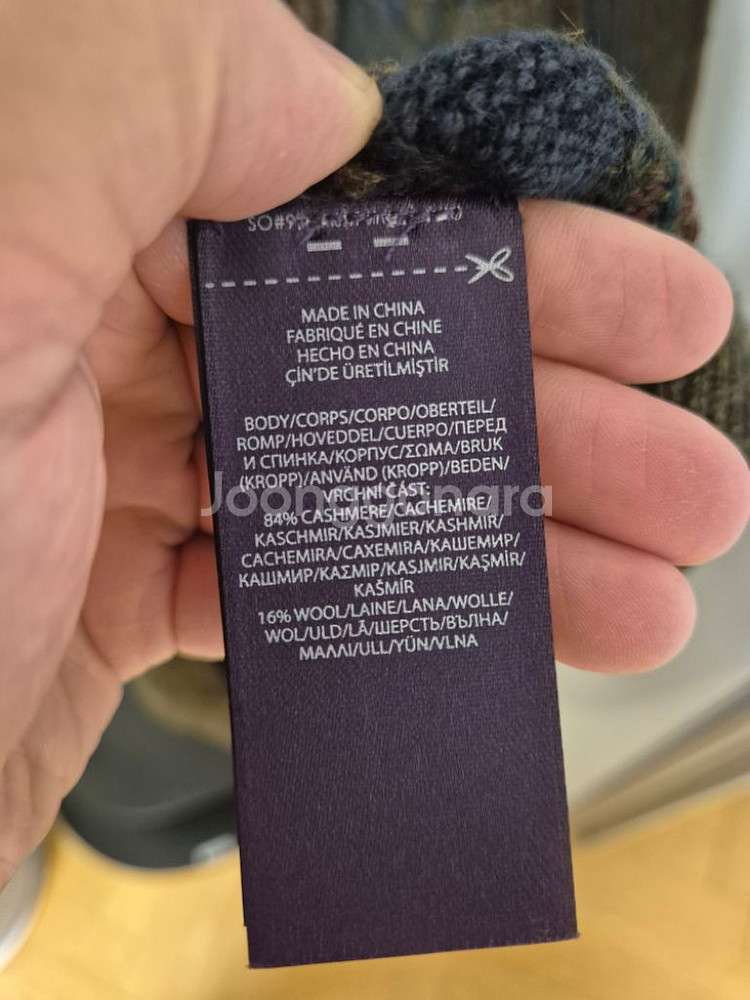 MADE IN CHINA
FABRIQUÉ EN CHINE
HECHO EN CHINA
ÇİN'DE ÜRETİLMİŞTİR
BODY/CORPS/CORPO/OBERTEIL/
ROMP/HOVEDDEL/CUERPO/ПЕРЕД
И СПИНКА/КОРПУС/ΣΩΜΑ/BRUK
(KROPP)/ANVÄND (KROPP)/BEDEN/
VRCHNÍ ČÁST
Joonggonara
84% CASHMERE/CACHEMIRE/
KASCHMIR/KASJMIER/KASHMIR/
CACHEMIRA/CAXEMIRA/КАШЕМИР/
КАШМИР/ΚΑΣΜΙΡ/KASJMIR/KAŞMİR/
KAŠMÍR
16% WOOL/LAINE/LANA/WOLLE/
WOL/ULD/LÃ/ШЕРСТЬ/ВЪЛНА/
ΜΑΛΛΙ/ULL/YÜN/VLNA